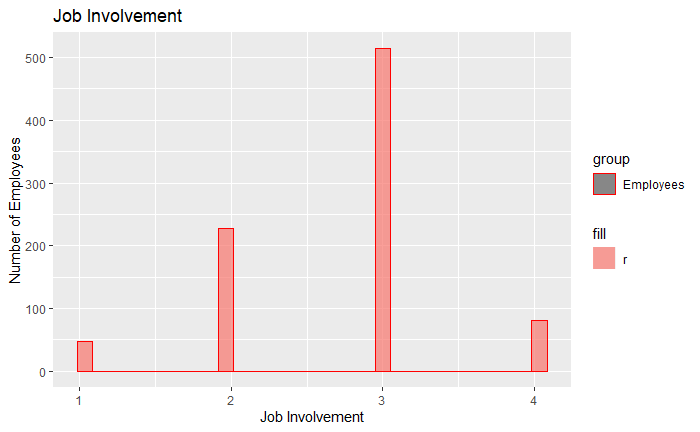 Job Involvement
Number of Employees
500
400
300
200
100
0
1 2 3 4
Job Involvement
group
Employees
fill
r